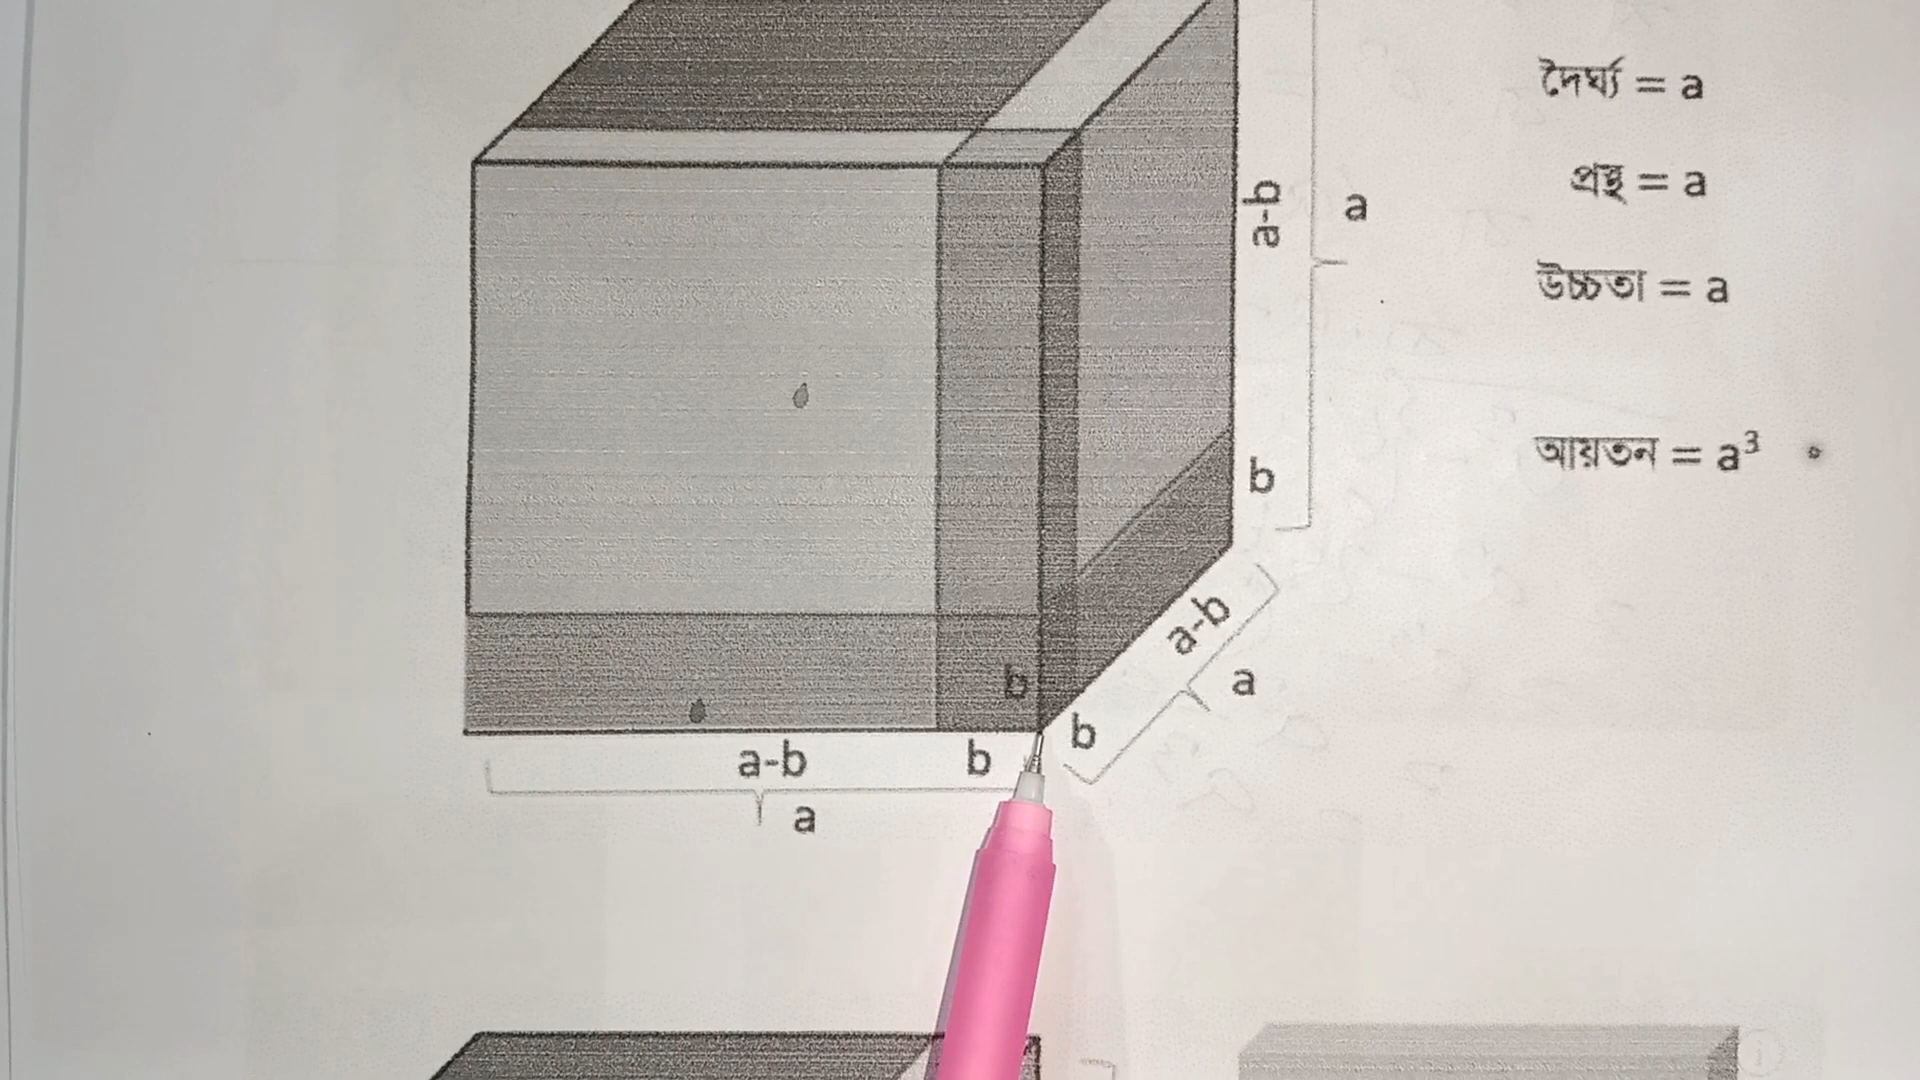 দৈর্ঘ্য = a
প্রস্থ = a
উচ্চতা = a
আয়তন = a³
a-b
a
b
a-b
a
b
b
a-b
b
a